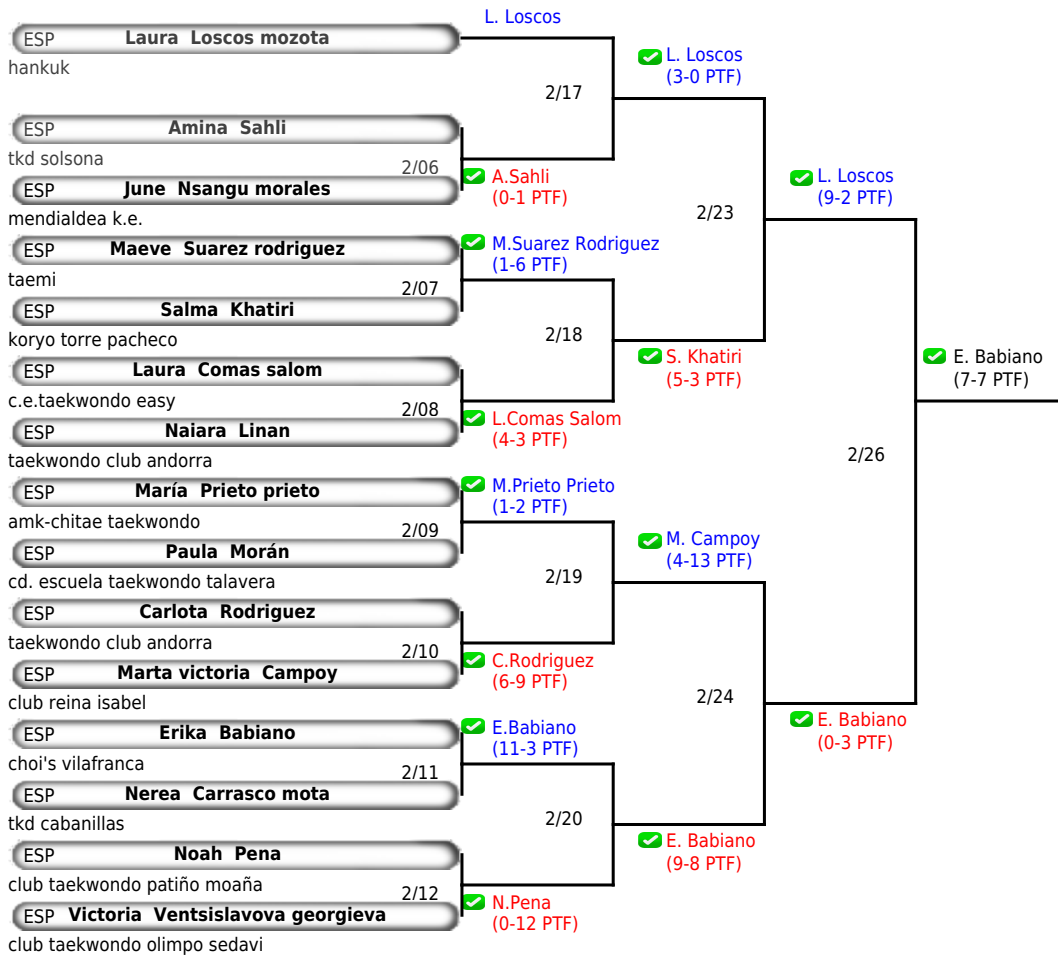 L. Loscos
ESP Laura Loscos mozota
hankuk
L. Loscos
(3-0 PTF)
2/17
ESP Amina Sahli
tkd solsona
2/06
ESP June Nsangu morales
mendialdea k.e.
A.Sahli
(0-1 PTF)
L. Loscos
(9-2 PTF)
2/23
ESP Maeve Suarez rodriguez
taemi
M.Suarez Rodriguez
(1-6 PTF)
2/07
ESP Salma Khatiri
koryo torre pacheco
2/18
S. Khatiri
(5-3 PTF)
E. Babiano
(7-7 PTF)
ESP Laura Comas salom
c.e.taekwondo easy
2/08
ESP Naiara Linan
taekwondo club andorra
L.Comas Salom
(4-3 PTF)
2/26
ESP María Prieto prieto
amk-chitae taekwondo
M.Prieto Prieto
(1-2 PTF)
2/09
ESP Paula Morán
cd. escuela taekwondo talavera
M. Campoy
(4-13 PTF)
2/19
ESP Carlota Rodriguez
taekwondo club andorra
2/10
ESP Marta victoria Campoy
club reina isabel
C.Rodriguez
(6-9 PTF)
2/24
ESP Erika Babiano
choi's vilafranca
E.Babiano
(11-3 PTF)
E. Babiano
(0-3 PTF)
2/11
ESP Nerea Carrasco mota
tkd cabanillas
2/20
E. Babiano
(9-8 PTF)
ESP Noah Pena
club taekwondo patiño moaña
2/12
ESP Victoria Ventsislavova georgieva
club taekwondo olimpo sedavi
N.Pena
(0-12 PTF)